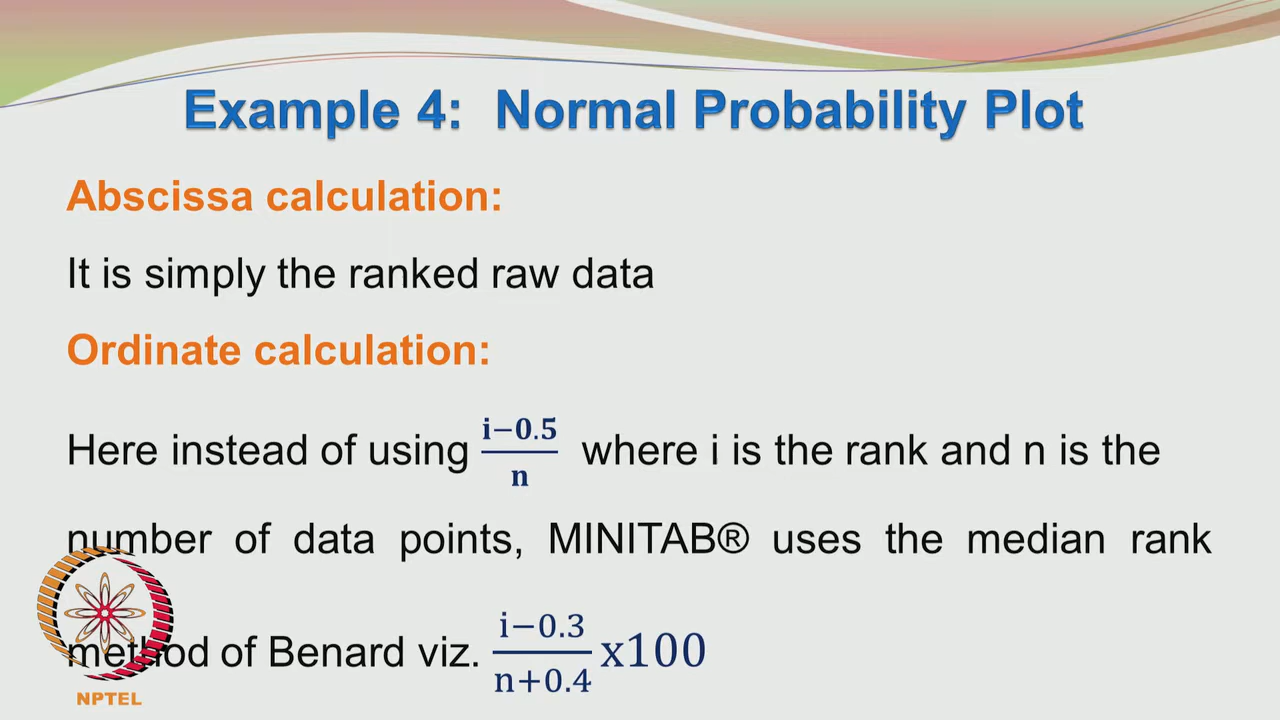 Example 4: Normal Probability Plot
Abscissa calculation:
It is simply the ranked raw data
Ordinate calculation:
Here instead of using (i−0.5)/n where i is the rank and n is the
number of data points, MINITAB® uses the median rank
method of Benard viz. (i−0.3)/(n+0.4) x100
NPTEL